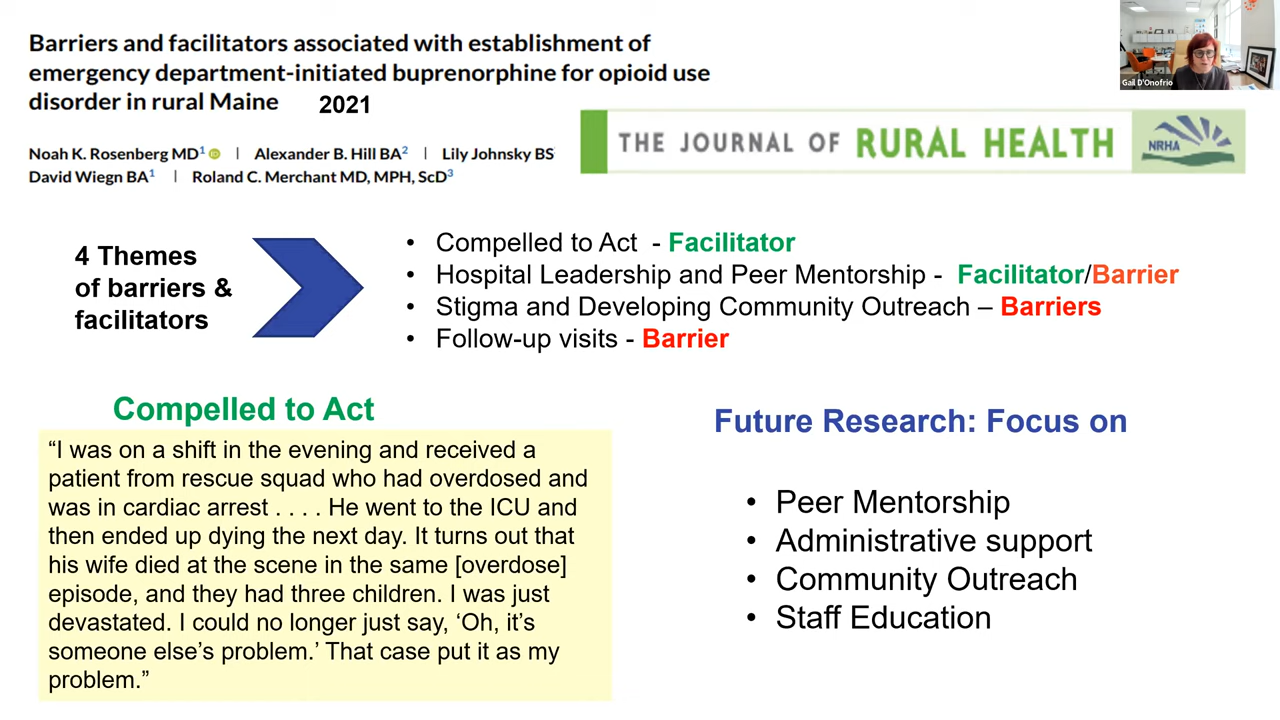 Barriers and facilitators associated with establishment of
emergency department-initiated buprenorphine for opioid use
disorder in rural Maine 2021
Noah K. Rosenberg MD1 | Alexander B. Hill BA2 | Lily Johnsky BS
David Wiegn BA1 | Roland C. Merchant MD, MPH, ScD3
THE JOURNAL OF RURAL HEALTH
NRHA
Gail D'Onofrio
4 Themes
of barriers &
facilitators
• Compelled to Act - Facilitator
• Hospital Leadership and Peer Mentorship - Facilitator/Barrier
• Stigma and Developing Community Outreach – Barriers
• Follow-up visits - Barrier
Compelled to Act
“I was on a shift in the evening and received a
patient from rescue squad who had overdosed and
was in cardiac arrest . . . . He went to the ICU and
then ended up dying the next day. It turns out that
his wife died at the scene in the same [overdose]
episode, and they had three children. I was just
devastated. I could no longer just say, ‘Oh, it’s
someone else’s problem.’ That case put it as my
problem.”
Future Research: Focus on
• Peer Mentorship
• Administrative support
• Community Outreach
• Staff Education